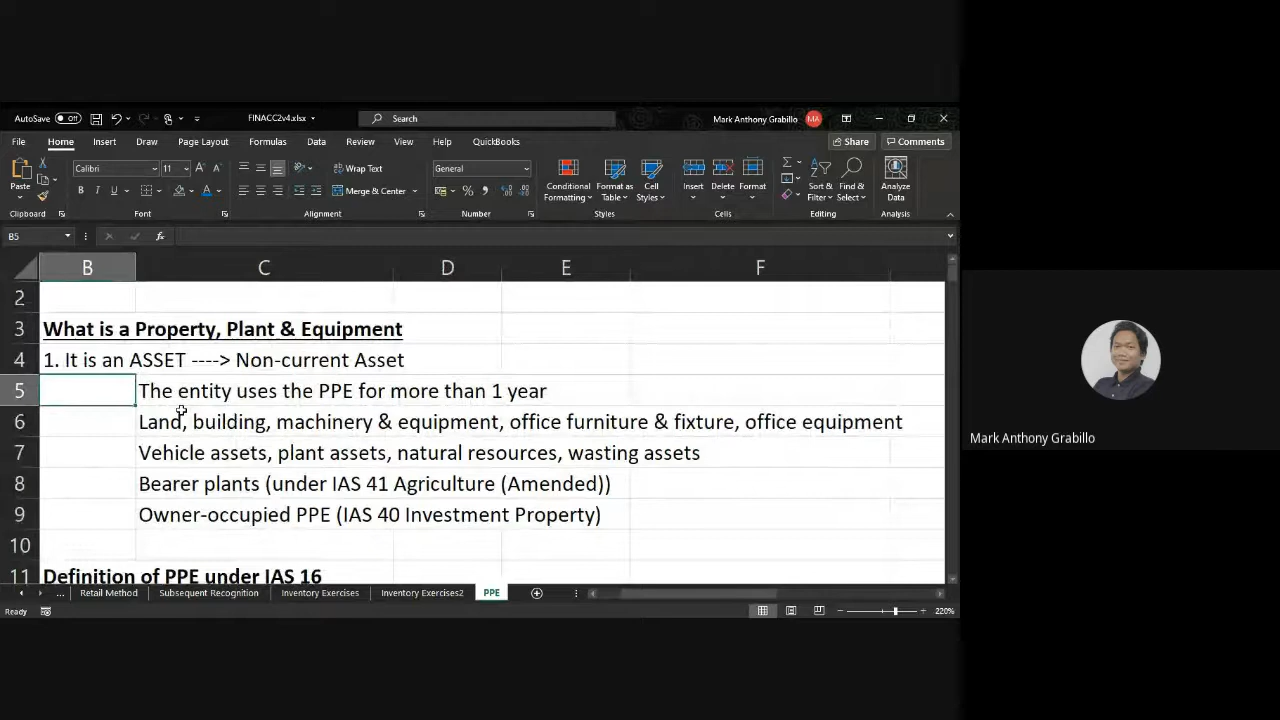 AutoSave Off FINACC2v4.xlsx Search Mark Anthony Grabillo MA
File Home Insert Draw Page Layout Formulas Data Review View Help QuickBooks Share Comments
Paste Calibri 11 Wrap Text General Conditional Formatting Format as Table Cell Styles Insert Delete Format Sort & Filter Find & Select Analyze Data
B I U Merge & Center
Clipboard Font Alignment Number Styles Cells Editing Analysis
B5 fx
B C D E F
2
3 What is a Property, Plant & Equipment
4 1. It is an ASSET ----> Non-current Asset
5 The entity uses the PPE for more than 1 year
6 Land, building, machinery & equipment, office furniture & fixture, office equipment
7 Vehicle assets, plant assets, natural resources, wasting assets
8 Bearer plants (under IAS 41 Agriculture (Amended))
9 Owner-occupied PPE (IAS 40 Investment Property)
10
11 Definition of PPE under IAS 16
... Retail Method Subsequent Recognition Inventory Exercises Inventory Exercises2 PPE
Ready 220%
Mark Anthony Grabillo